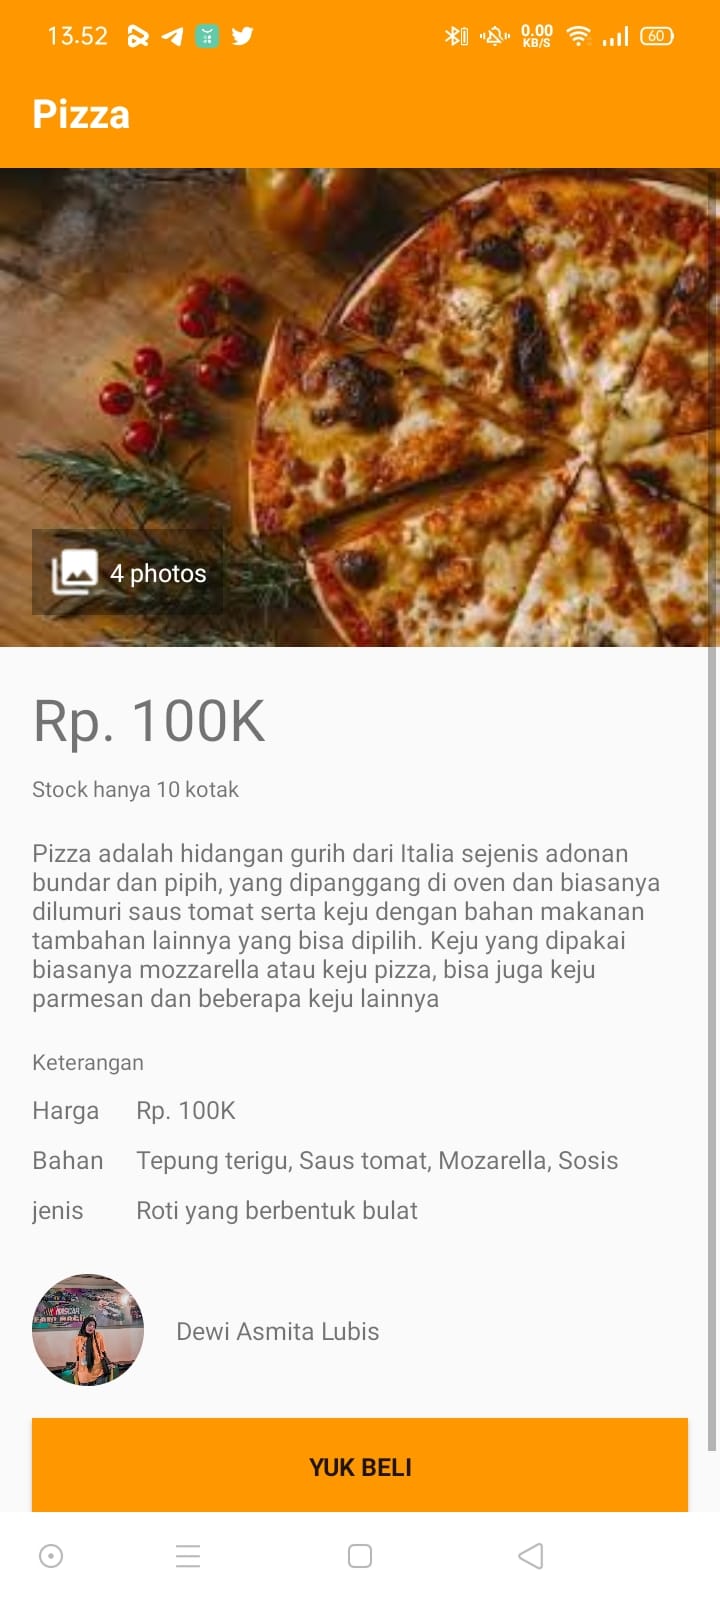 13.52 0.00 KB/S 60
Pizza
4 photos
Rp. 100K
Stock hanya 10 kotak
Pizza adalah hidangan gurih dari Italia sejenis adonan
bundar dan pipih, yang dipanggang di oven dan biasanya
dilumuri saus tomat serta keju dengan bahan makanan
tambahan lainnya yang bisa dipilih. Keju yang dipakai
biasanya mozzarella atau keju pizza, bisa juga keju
parmesan dan beberapa keju lainnya
Keterangan
Harga Rp. 100K
Bahan Tepung terigu, Saus tomat, Mozarella, Sosis
jenis Roti yang berbentuk bulat
NASCAR
Dewi Asmita Lubis
YUK BELI